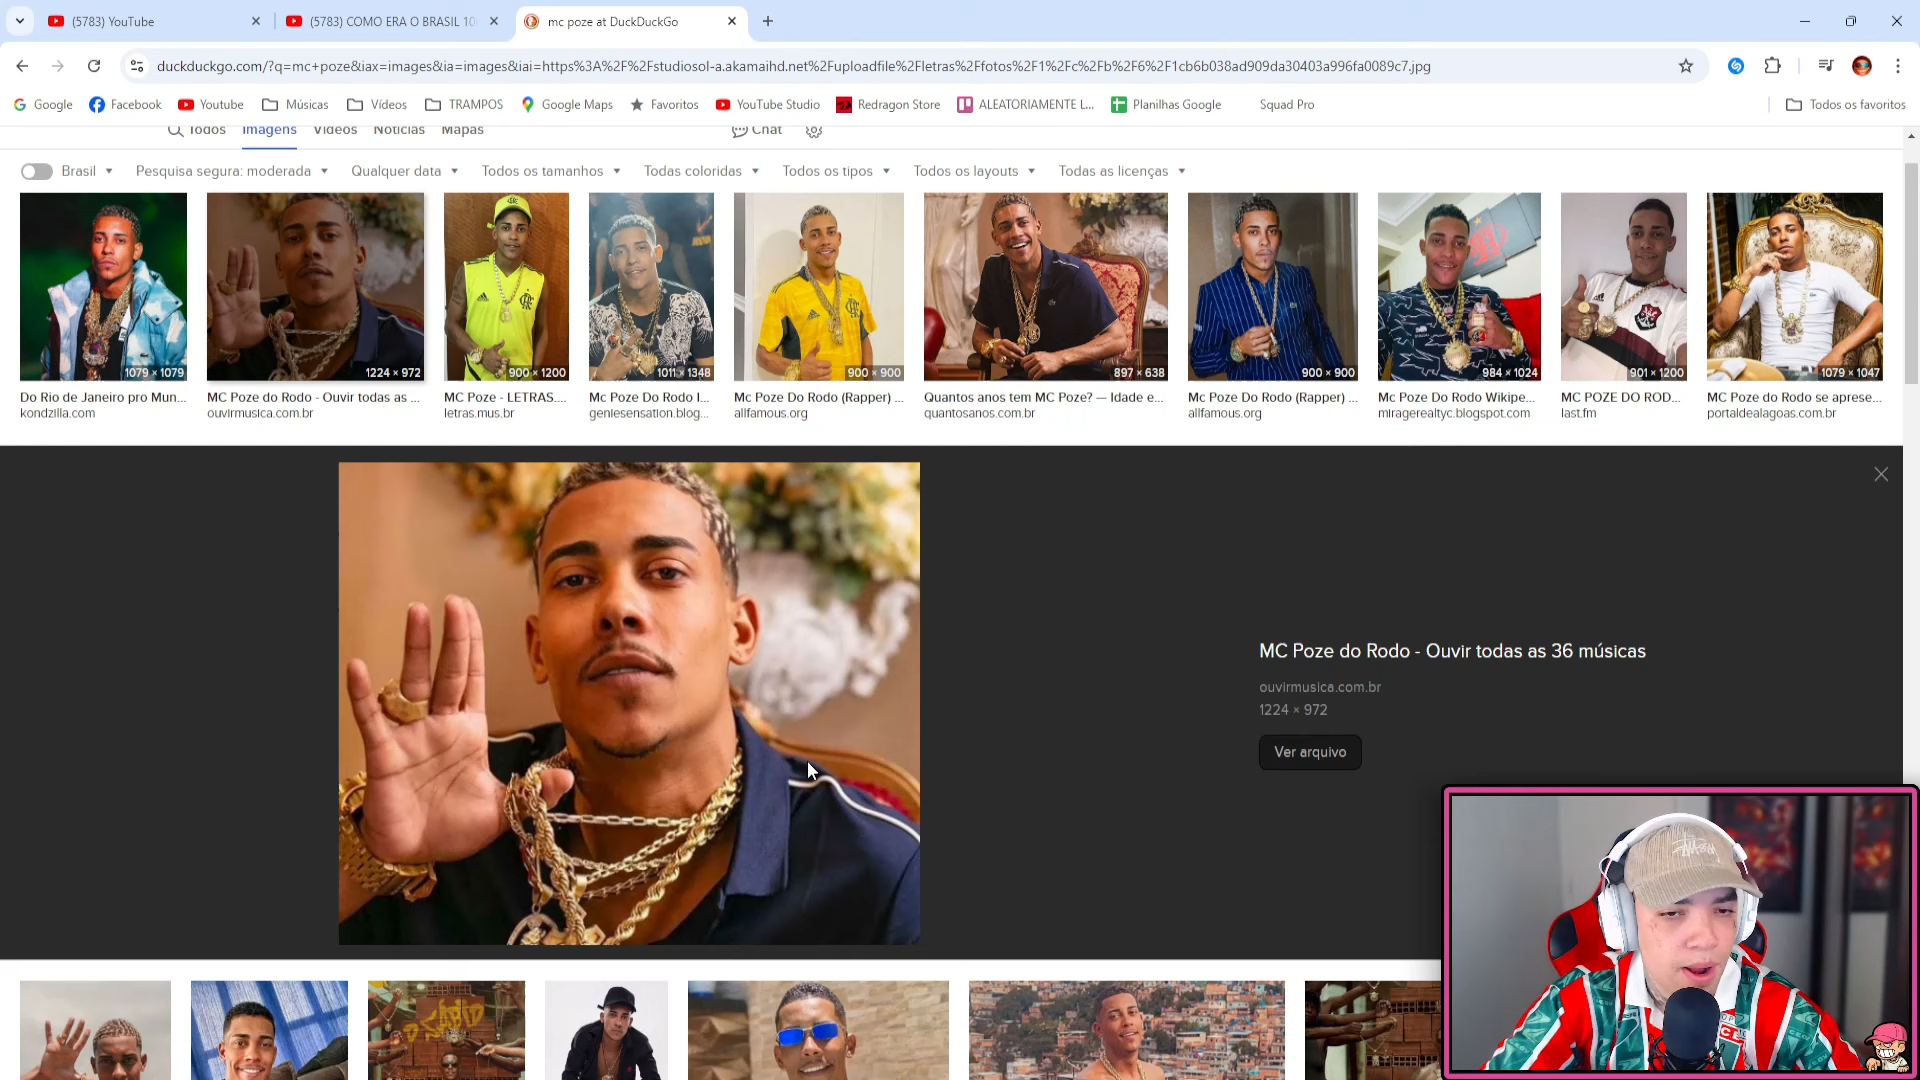 (5783) YouTube
(5783) COMO ERA O BRASIL 10
mc poze at DuckDuckGo
duckduckgo.com/?q=mc+poze&iax=images&ia=images&iai=https%3A%2F%2Fstudiosol-a.akamaihd.net%2Fuploadfile%2Fletras%2Ffotos%2F1%2Fc%2Fb%2F6%2F1cb6b038ad909da30403a996fa0089c7.jpg
Google
Facebook
Youtube
Músicas
Vídeos
TRAMPOS
Google Maps
Favoritos
YouTube Studio
Redragon Store
ALEATORIAMENTE L...
Planilhas Google
Squad Pro
Todos os favoritos
Todos
Imagens
Vídeos
Notícias
Mapas
Chat
Brasil
Pesquisa segura: moderada
Qualquer data
Todos os tamanhos
Todas coloridas
Todos os tipos
Todos os layouts
Todas as licenças
1079 × 1079
1224 × 972
900 × 1200
1011 × 1348
900 × 900
897 × 638
900 × 900
984 × 1024
901 × 1200
1079 × 1047
Do Rio de Janeiro pro Mun...
MC Poze do Rodo - Ouvir todas as ...
MC Poze - LETRAS....
Mc Poze Do Rodo I...
Mc Poze Do Rodo (Rapper) ...
Quantos anos tem MC Poze? — Idade e...
Mc Poze Do Rodo (Rapper) ...
Mc Poze Do Rodo Wikipe...
MC POZE DO ROD...
MC Poze do Rodo se aprese...
kondzilla.com
ouvirmusica.com.br
letras.mus.br
geniesensation.blog...
allfamous.org
quantosanos.com.br
allfamous.org
miragerealtyc.blogspot.com
last.fm
portaldealagoas.com.br
MC Poze do Rodo - Ouvir todas as 36 músicas
ouvirmusica.com.br
1224 × 972
Ver arquivo